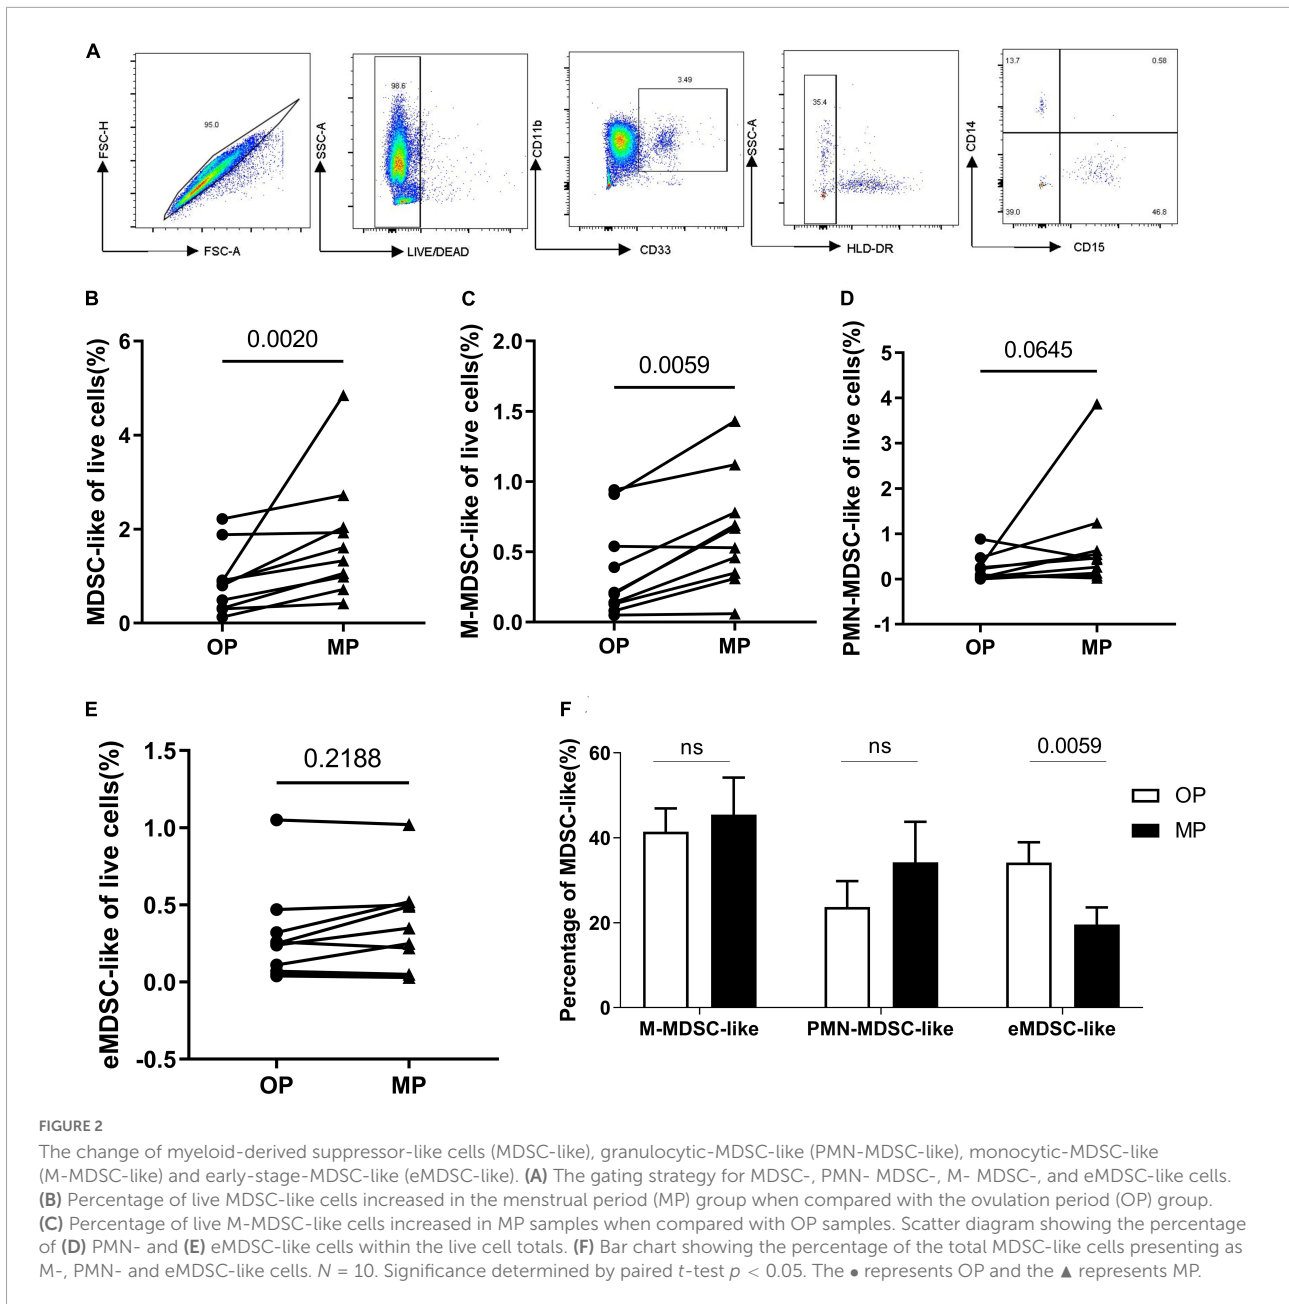 A
95.0
FSC-H
FSC-A
98.6
SSC-A
LIVE/DEAD
3.49
CD11b
CD33
35.4
SSC-A
HLD-DR
13.7
0.58
39.0
46.8
CD14
CD15
B
0.0020
MDSC-like of live cells(%)
6
4
2
0
OP MP
C
0.0059
M-MDSC-like of live cells(%)
2.0
1.5
1.0
0.5
0.0
OP MP
D
0.0645
PMN-MDSC-like of live cells(%)
5
4
3
2
1
0
-1
OP MP
E
0.2188
eMDSC-like of live cells(%)
1.5
1.0
0.5
0.0
-0.5
OP MP
F
Percentage of MDSC-like(%)
60
40
20
0
ns
ns
0.0059
M-MDSC-like PMN-MDSC-like eMDSC-like
OP
MP
FIGURE 2
The change of myeloid-derived suppressor-like cells (MDSC-like), granulocytic-MDSC-like (PMN-MDSC-like), monocytic-MDSC-like
(M-MDSC-like) and early-stage-MDSC-like (eMDSC-like). (A) The gating strategy for MDSC-, PMN- MDSC-, M- MDSC-, and eMDSC-like cells.
(B) Percentage of live MDSC-like cells increased in the menstrual period (MP) group when compared with the ovulation period (OP) group.
(C) Percentage of live M-MDSC-like cells increased in MP samples when compared with OP samples. Scatter diagram showing the percentage
of (D) PMN- and (E) eMDSC-like cells within the live cell totals. (F) Bar chart showing the percentage of the total MDSC-like cells presenting as
M-, PMN- and eMDSC-like cells. N = 10. Significance determined by paired t-test p < 0.05. The ● represents OP and the ▲ represents MP.